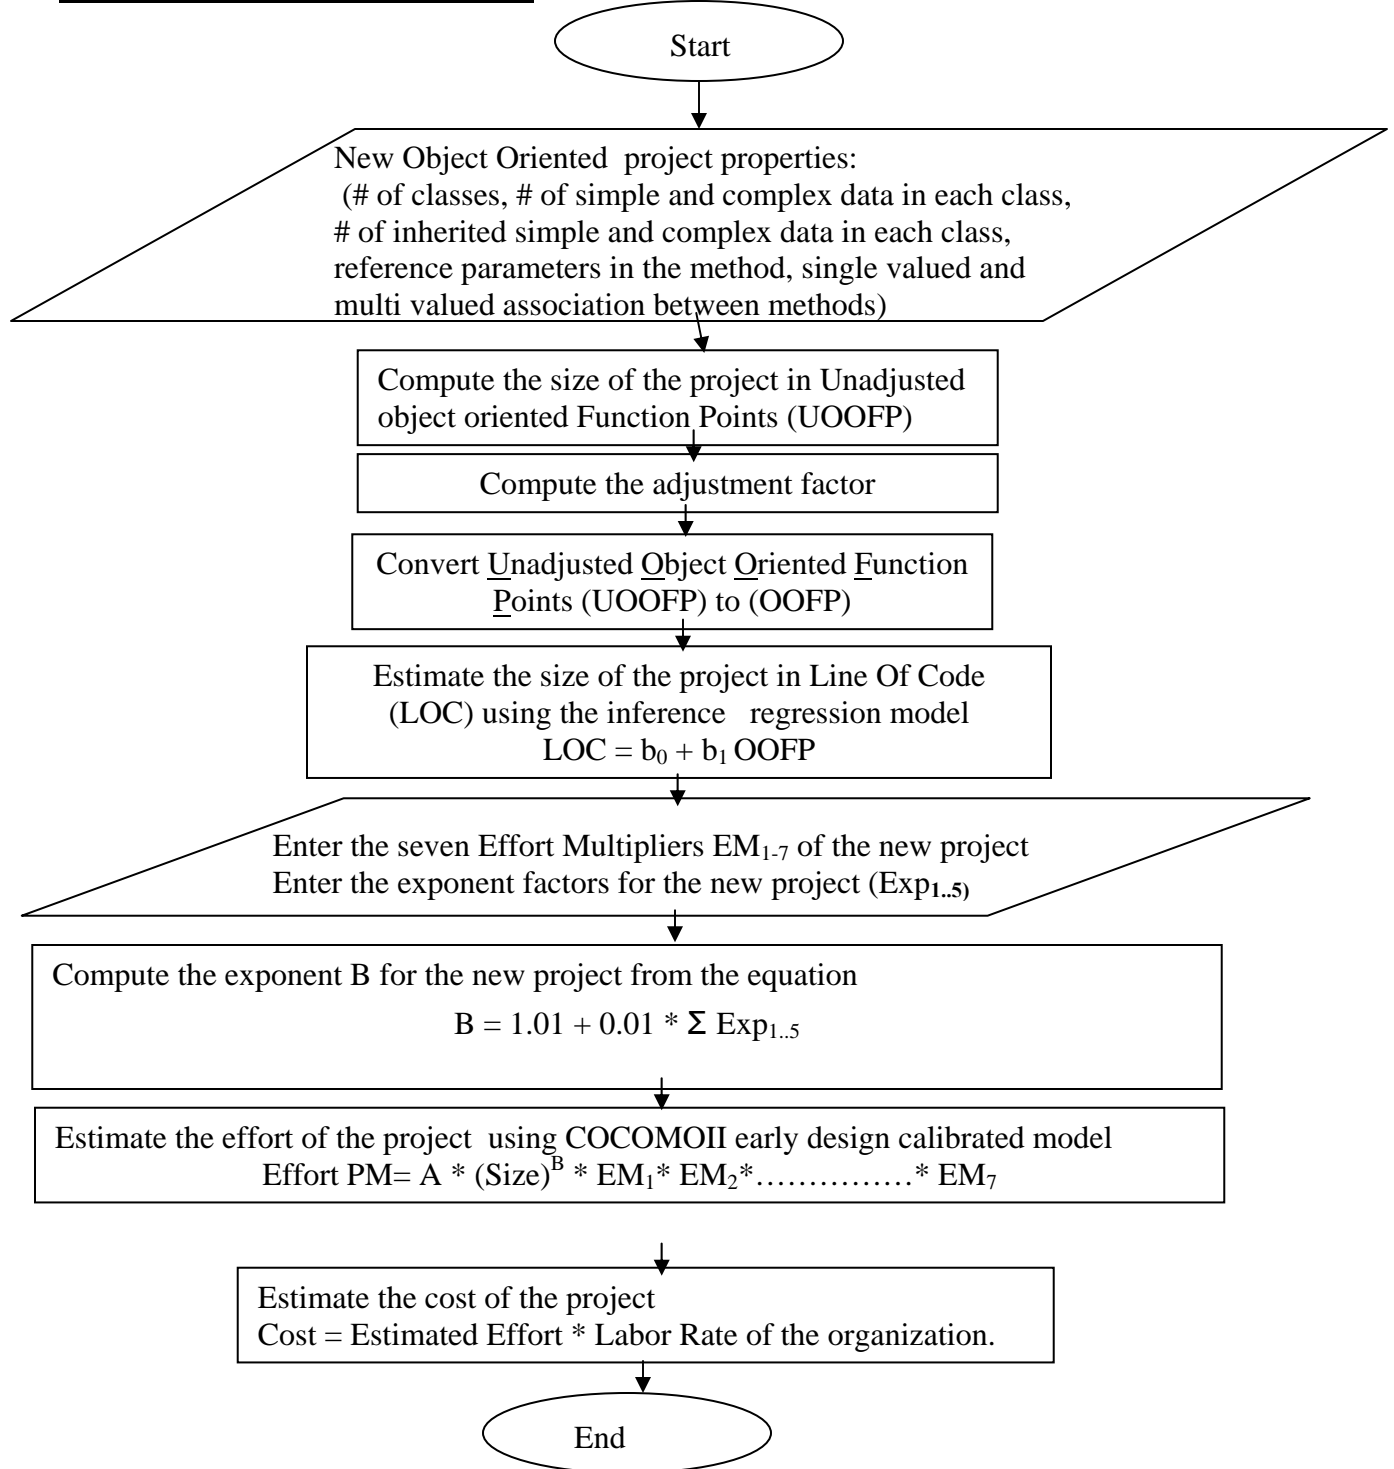 Start
New Object Oriented project properties:
(# of classes, # of simple and complex data in each class,
# of inherited simple and complex data in each class,
reference parameters in the method, single valued and
multi valued association between methods)
Compute the size of the project in Unadjusted
object oriented Function Points (UOOFP)
Compute the adjustment factor
Convert Unadjusted Object Oriented Function
Points (UOOFP) to (OOFP)
Estimate the size of the project in Line Of Code
(LOC) using the inference regression model
LOC = b₀ + b₁ OOFP
Enter the seven Effort Multipliers EM₁₋₇ of the new project
Enter the exponent factors for the new project (Exp₁..₅₎
Compute the exponent B for the new project from the equation
B = 1.01 + 0.01 * Σ Exp₁..₅
Estimate the effort of the project using COCOMOII early design calibrated model
Effort PM= A * (Size)ᴮ * EM₁* EM₂*……………* EM₇
Estimate the cost of the project
Cost = Estimated Effort * Labor Rate of the organization.
End